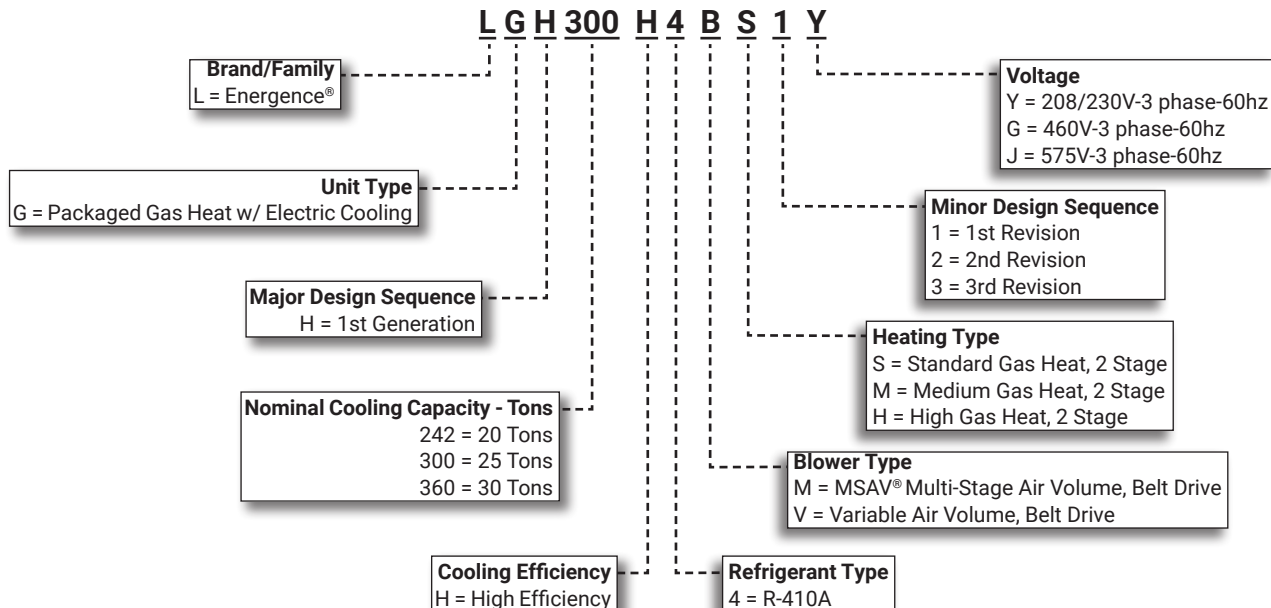 L G H 300 H 4 B S 1 Y
Brand/Family
L = Energence®
Unit Type
G = Packaged Gas Heat w/ Electric Cooling
Major Design Sequence
H = 1st Generation
Nominal Cooling Capacity - Tons
242 = 20 Tons
300 = 25 Tons
360 = 30 Tons
Cooling Efficiency
H = High Efficiency
Voltage
Y = 208/230V-3 phase-60hz
G = 460V-3 phase-60hz
J = 575V-3 phase-60hz
Minor Design Sequence
1 = 1st Revision
2 = 2nd Revision
3 = 3rd Revision
Heating Type
S = Standard Gas Heat, 2 Stage
M = Medium Gas Heat, 2 Stage
H = High Gas Heat, 2 Stage
Blower Type
M = MSAV® Multi-Stage Air Volume, Belt Drive
V = Variable Air Volume, Belt Drive
Refrigerant Type
4 = R-410A